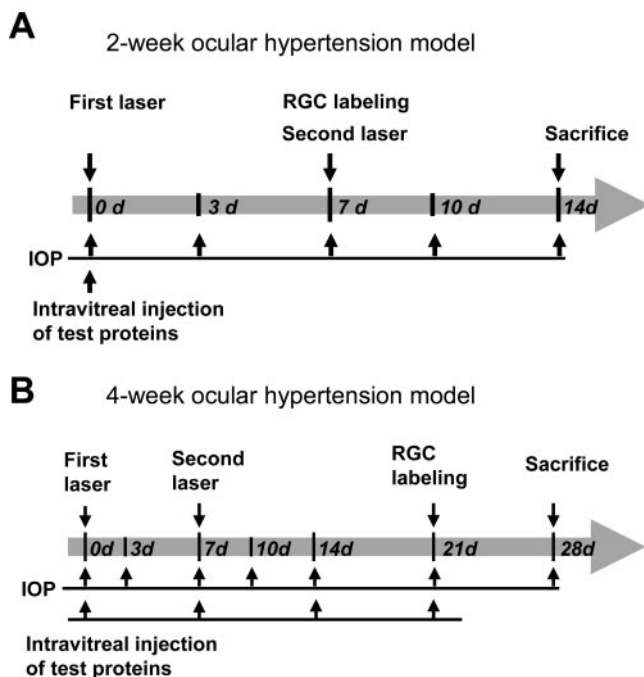 A
2-week ocular hypertension model
First laser
RGC labeling
Second laser
Sacrifice
0 d
3 d
7 d
10 d
14d
IOP
Intravitreal injection
of test proteins
B
4-week ocular hypertension model
First
laser
Second
laser
RGC
labeling
Sacrifice
0d
3d
7d
10d
14d
21d
28d
IOP
Intravitreal injection
of test proteins